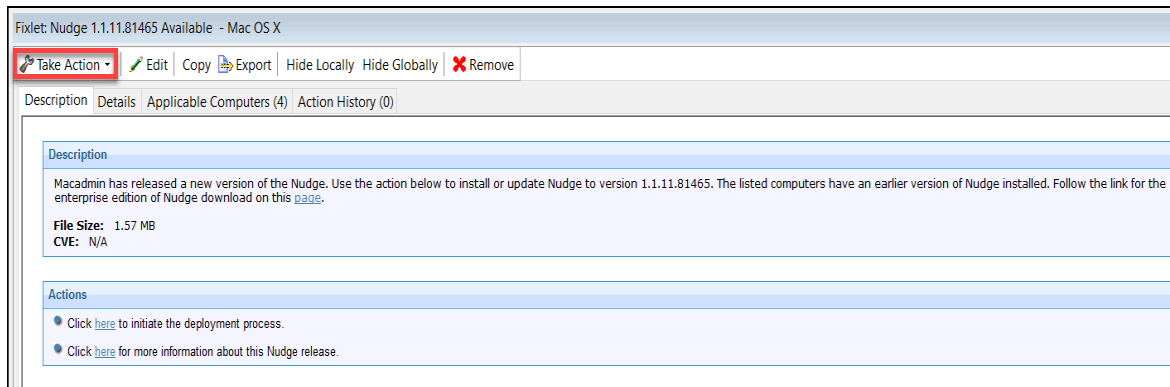 Fixlet: Nudge 1.1.11.81465 Available - Mac OS X
Take Action Edit Copy Export Hide Locally Hide Globally Remove
Description Details Applicable Computers (4) Action History (0)
Description
Macadmin has released a new version of the Nudge. Use the action below to install or update Nudge to version 1.1.11.81465. The listed computers have an earlier version of Nudge installed. Follow the link for the
enterprise edition of Nudge download on this page.
File Size: 1.57 MB
CVE: N/A
Actions
Click here to initiate the deployment process.
Click here for more information about this Nudge release.